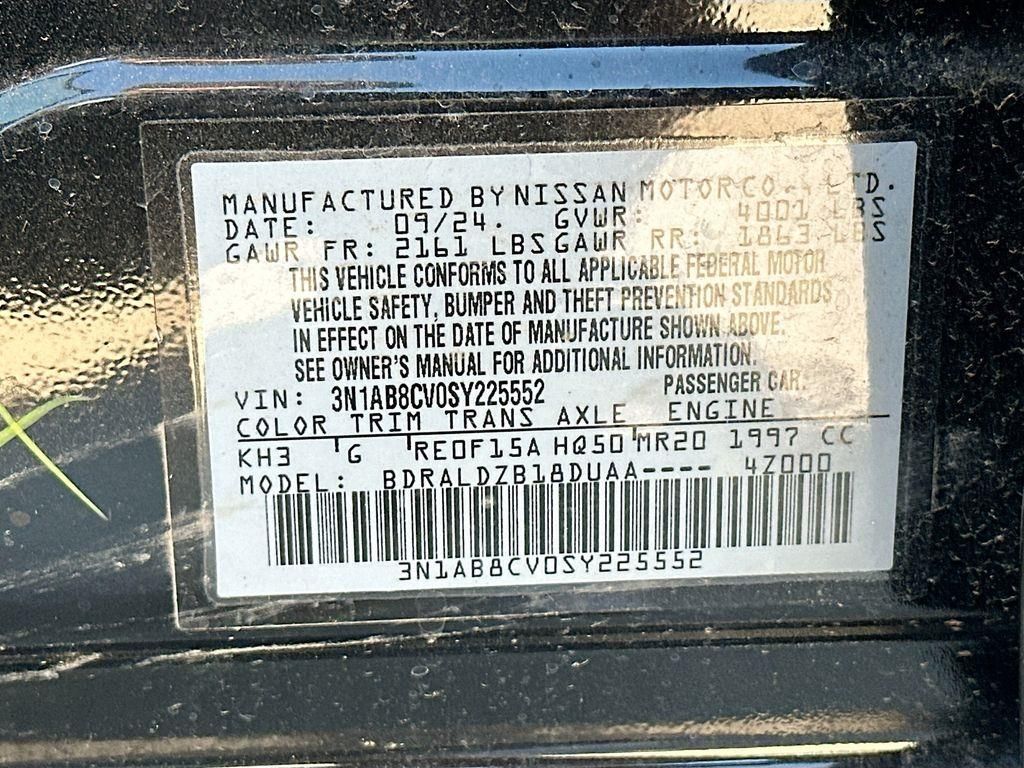 MANUFACTURED BY NISSAN MOTOR CO., LTD.
DATE: 09/24. GVWR: 4001 LBS
GAWR FR: 2161 LBS GAWR RR: 1863 LBS
THIS VEHICLE CONFORMS TO ALL APPLICABLE FEDERAL MOTOR
VEHICLE SAFETY, BUMPER AND THEFT PREVENTION STANDARDS
IN EFFECT ON THE DATE OF MANUFACTURE SHOWN ABOVE.
SEE OWNER'S MANUAL FOR ADDITIONAL INFORMATION.
VIN: 3N1AB8CV0SY225552 PASSENGER CAR.
COLOR TRIM TRANS AXLE ENGINE
KH3 G RE0F15A HQ50 MR20 1997 CC
MODEL: BDRALDZB18DUAA---- 4Z000
3N1AB8CV0SY225552